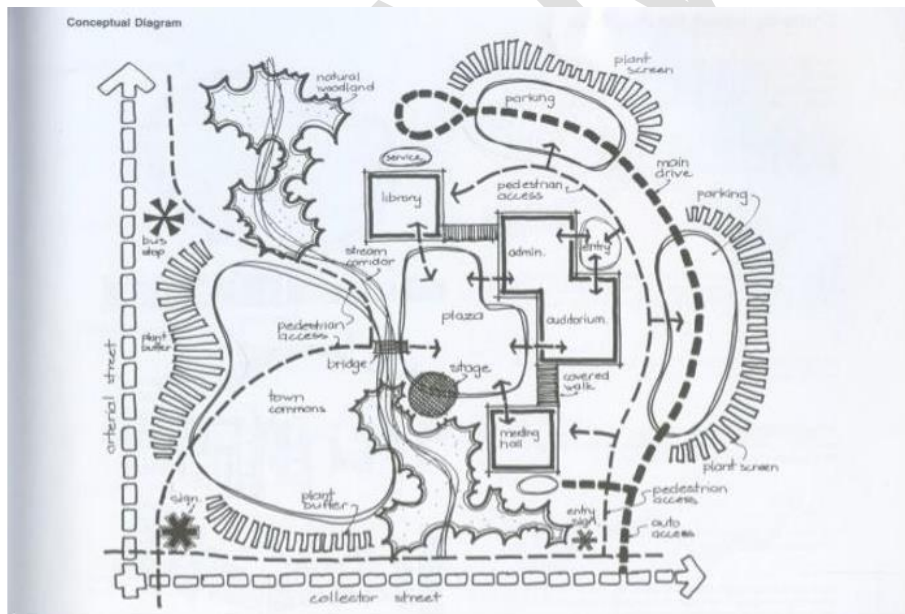 Conceptual Diagram
natural
woodland
plant
screen
parking
service
main
drive
pedestrian
access
parking
library
bus
stop
stream
corridor
admin.
entry
plaza
auditorium.
pedestrian
access
plant
buffer
bridge
stage
arterial street
covered
walk
town
commons
meeting
hall
plant screen
sign.
plant
buffer
entry
sign
pedestrian
access
auto
access
collector street